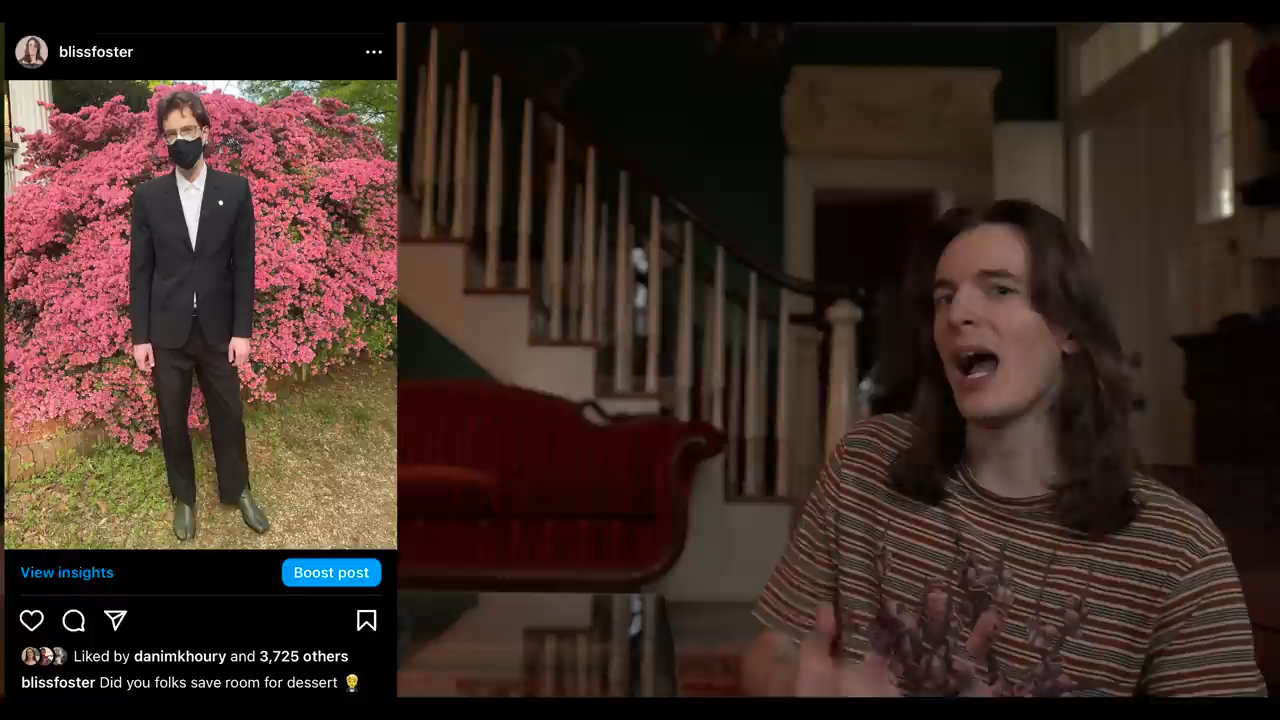 blissfoster
View insights
Boost post
Liked by danimkhoury and 3,725 others
blissfoster Did you folks save room for dessert 🤵